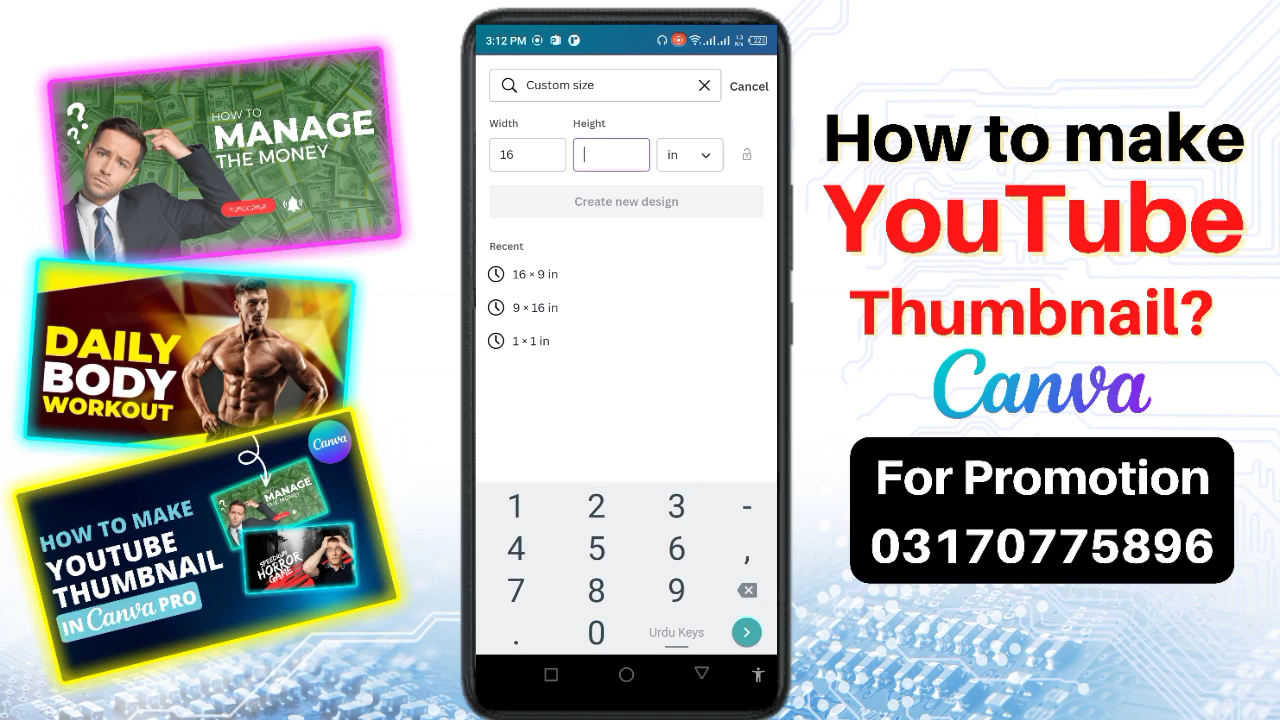 ? ? ?
HOW TO
MANAGE
THE MONEY
SUBSCRIBE
DAILY
BODY
WORKOUT
Canva
HOW TO MAKE
YOUTUBE
THUMBNAIL
IN Canva PRO
MANAGE
THE MONEY
HORROR
GAME
3:12 PM
22
Custom size
Cancel
Width
Height
16
in
Create new design
Recent
16 × 9 in
9 × 16 in
1 × 1 in
1 2 3 -
4 5 6 ,
7 8 9
. 0 Urdu Keys
How to make
YouTube
Thumbnail?
Canva
For Promotion
03170775896